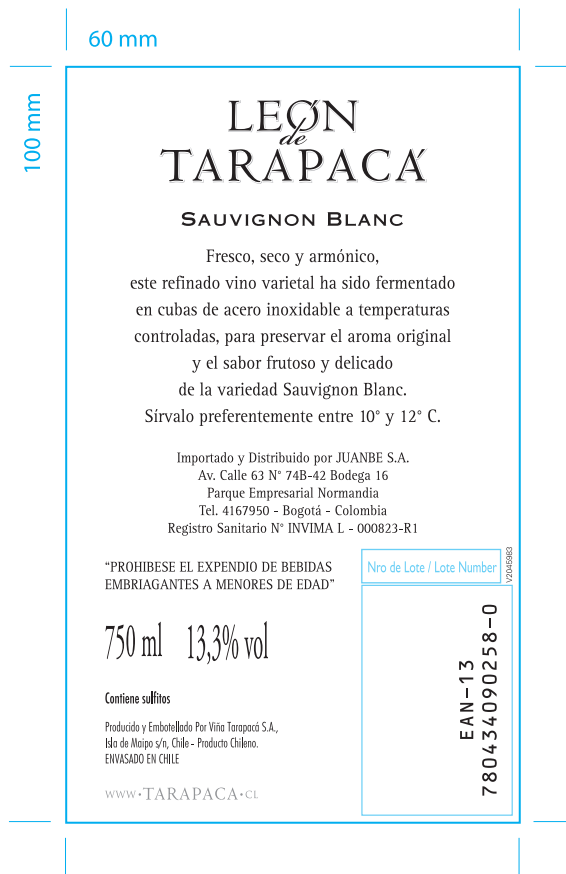 60 mm
100 mm
LEÓN
de
TARAPACÁ
SAUVIGNON BLANC
Fresco, seco y armónico,
este refinado vino varietal ha sido fermentado
en cubas de acero inoxidable a temperaturas
controladas, para preservar el aroma original
y el sabor frutoso y delicado
de la variedad Sauvignon Blanc.
Sírvalo preferentemente entre 10° y 12° C.
Importado y Distribuido por JUANBE S.A.
Av. Calle 63 N° 74B-42 Bodega 16
Parque Empresarial Normandia
Tel. 4167950 - Bogotá - Colombia
Registro Sanitario N° INVIMA L - 000823-R1
“PROHIBESE EL EXPENDIO DE BEBIDAS
EMBRIAGANTES A MENORES DE EDAD”
Nro de Lote / Lote Number
V2045983
750 ml 13,3% vol
EAN-13
780434090258-0
Contiene sulfitos
Producido y Embotellado Por Viña Tarapacá S.A.,
Isla de Maipo s/n, Chile - Producto Chileno.
ENVASADO EN CHILE
WWW·TARAPACA·CL